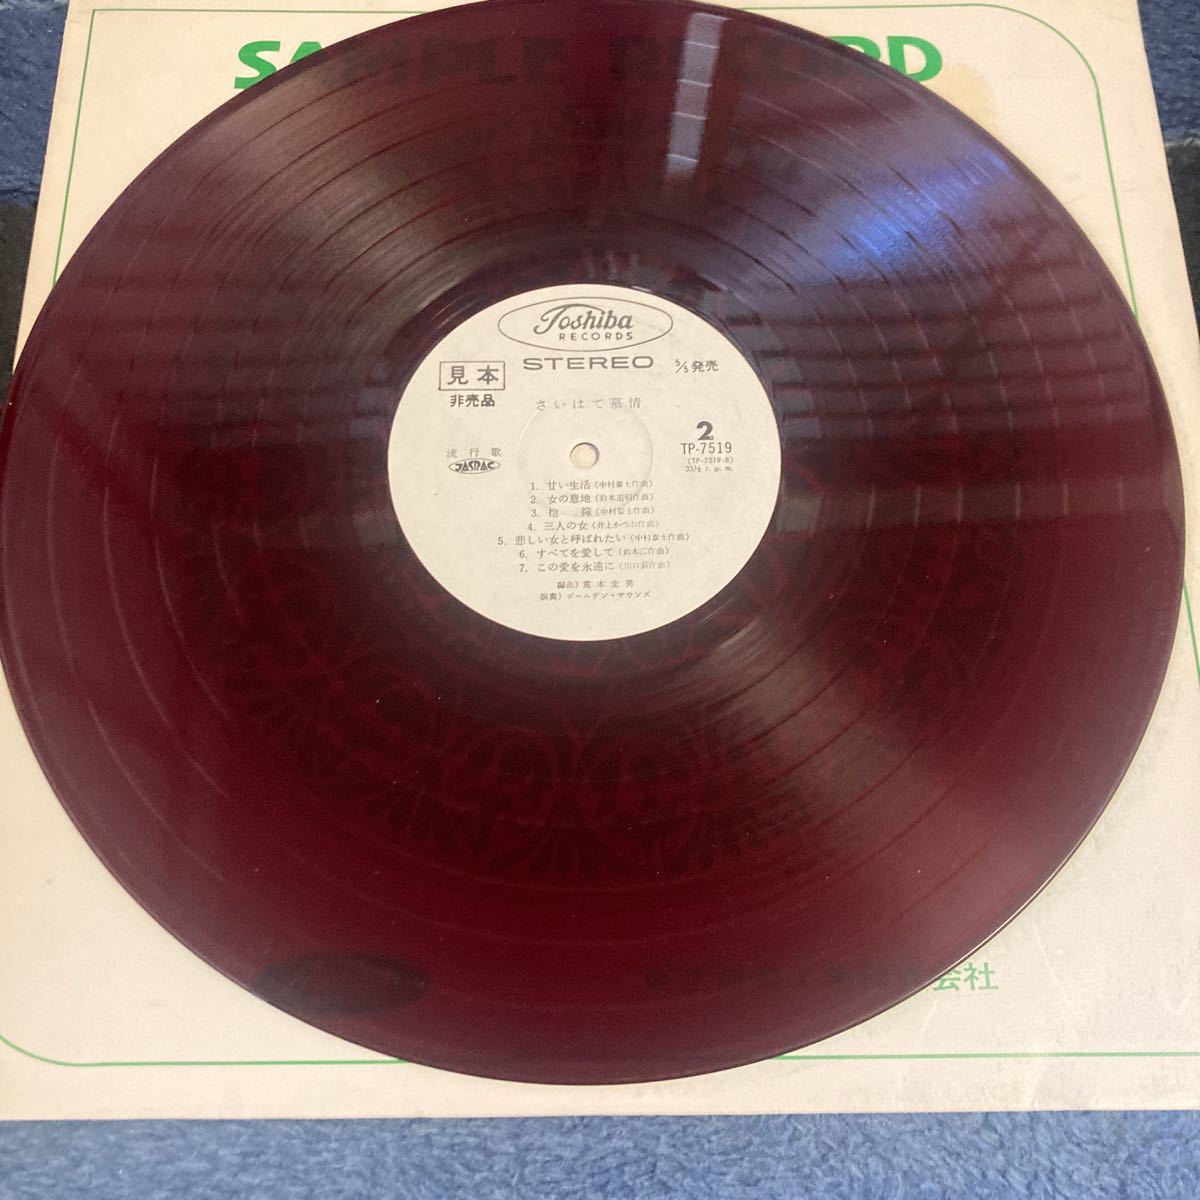 SAMPLE RECORD
Toshiba
RECORDS
STEREO
5/5 発売
見本
非売品
さいはて慕情
2
流行歌
TP-7519
JASRAC
(TP-7519-B)
33⅓ r. p. m.
1. 甘い生活《中村泰士作曲》
2. 女の意地《鈴木道明作曲》
3. 抱擁《中村泰士作曲》
4. 三人の女《井上かつお作曲》
5. 悲しい女と呼ばれたい《中村泰士作曲》
6. すべてを愛して《鈴木淳作曲》
7. この愛を永遠に《川口真作曲》
編曲) 荒木圭男
演奏) ゴールデン・サウンズ
会社